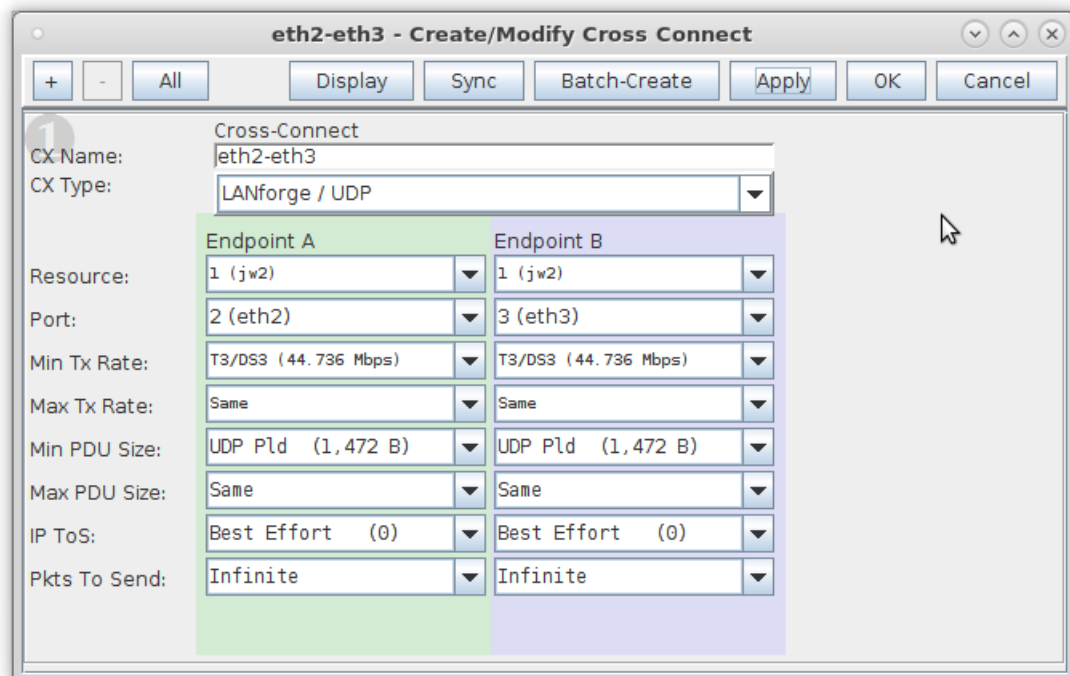 eth2-eth3 - Create/Modify Cross Connect
+ - All Display Sync Batch-Create Apply OK Cancel
1
Cross-Connect
CX Name: eth2-eth3
CX Type: LANforge / UDP
Endpoint A Endpoint B
Resource: 1 (jw2) 1 (jw2)
Port: 2 (eth2) 3 (eth3)
Min Tx Rate: T3/DS3 (44.736 Mbps) T3/DS3 (44.736 Mbps)
Max Tx Rate: Same Same
Min PDU Size: UDP Pld (1,472 B) UDP Pld (1,472 B)
Max PDU Size: Same Same
IP ToS: Best Effort (0) Best Effort (0)
Pkts To Send: Infinite Infinite